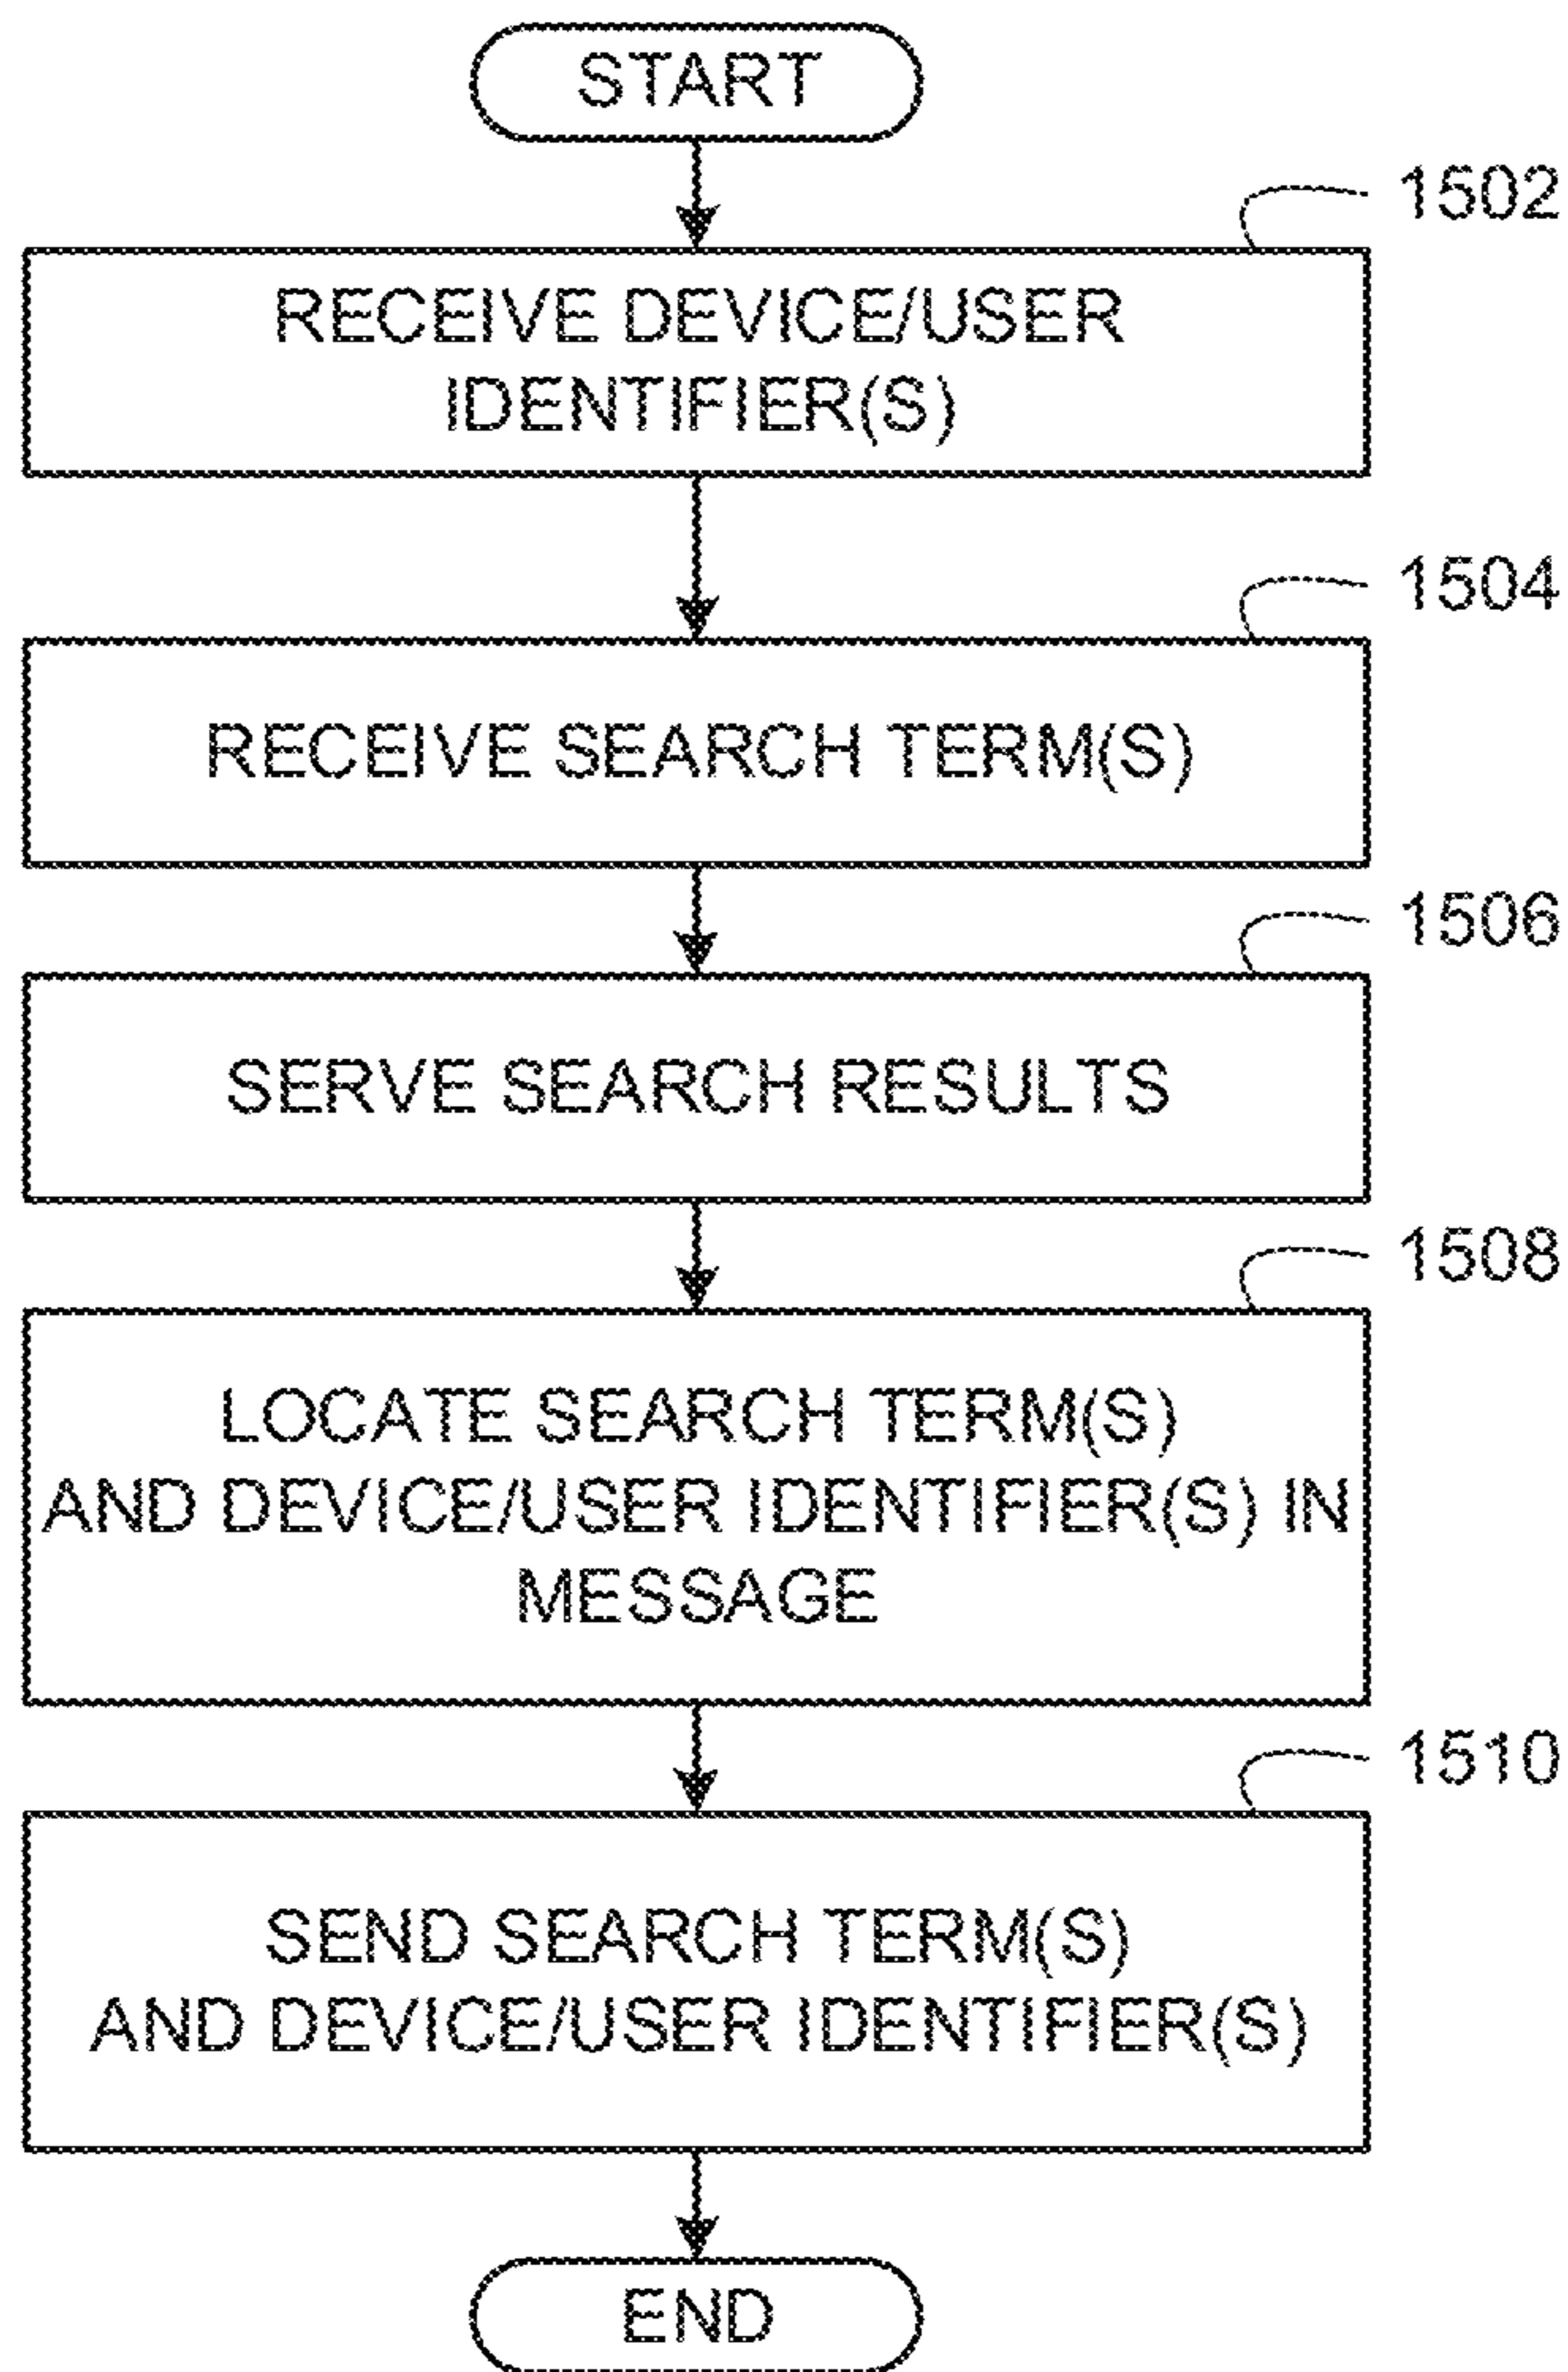 START
1502
RECEIVE DEVICE/USER
IDENTIFIER(S)
1504
RECEIVE SEARCH TERM(S)
1506
SERVE SEARCH RESULTS
1508
LOCATE SEARCH TERM(S)
AND DEVICE/USER IDENTIFIER(S) IN
MESSAGE
1510
SEND SEARCH TERM(S)
AND DEVICE/USER IDENTIFIER(S)
END